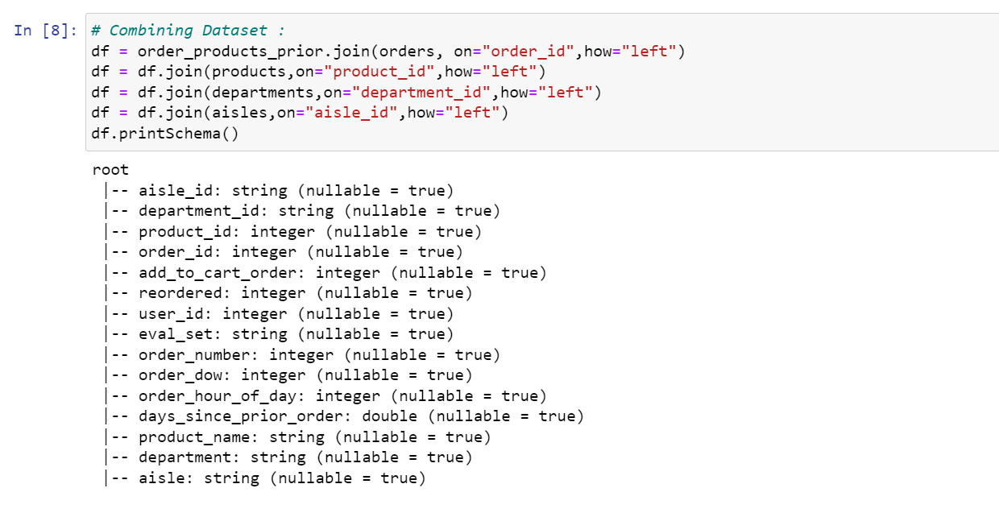 In [8]: # Combining Dataset :
df = order_products_prior.join(orders, on="order_id",how="left")
df = df.join(products,on="product_id",how="left")
df = df.join(departments,on="department_id",how="left")
df = df.join(aisles,on="aisle_id",how="left")
df.printSchema()
root
 |-- aisle_id: string (nullable = true)
 |-- department_id: string (nullable = true)
 |-- product_id: integer (nullable = true)
 |-- order_id: integer (nullable = true)
 |-- add_to_cart_order: integer (nullable = true)
 |-- reordered: integer (nullable = true)
 |-- user_id: integer (nullable = true)
 |-- eval_set: string (nullable = true)
 |-- order_number: integer (nullable = true)
 |-- order_dow: integer (nullable = true)
 |-- order_hour_of_day: integer (nullable = true)
 |-- days_since_prior_order: double (nullable = true)
 |-- product_name: string (nullable = true)
 |-- department: string (nullable = true)
 |-- aisle: string (nullable = true)